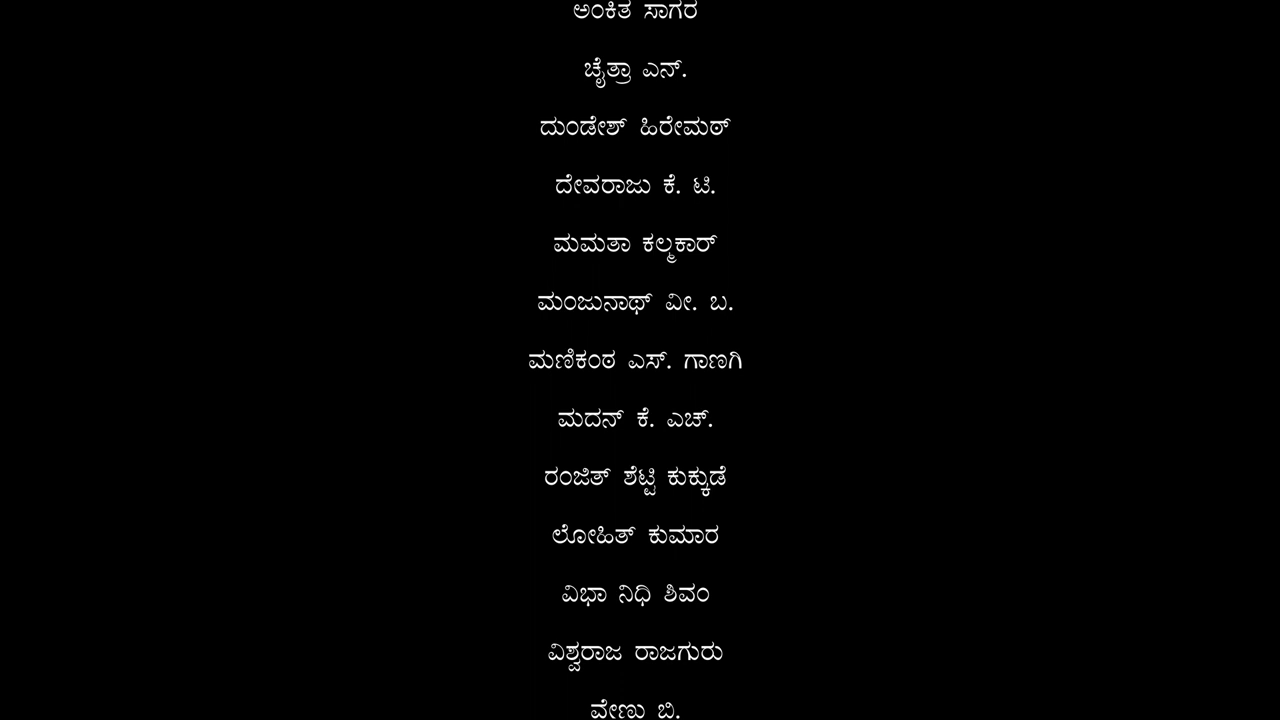 ಅಂಕಿತ ಸಾಗರ
ಚೈತ್ರಾ ಎನ್.
ದುಂಡೇಶ್ ಹಿರೇಮಠ್
ದೇವರಾಜು ಕೆ. ಟಿ.
ಮಮತಾ ಕಲ್ಮಕಾರ್
ಮಂಜುನಾಥ್ ವೀ. ಬ.
ಮಣಿಕಂಠ ಎಸ್. ಗಾಣಗಿ
ಮದನ್ ಕೆ. ಎಚ್.
ರಂಜಿತ್ ಶೆಟ್ಟಿ ಕುಕ್ಕುಡೆ
ಲೋಹಿತ್ ಕುಮಾರ
ವಿಭಾ ನಿಧಿ ಶಿವಂ
ವಿಶ್ವರಾಜ ರಾಜಗುರು
ವೇಣು ಬಿ.